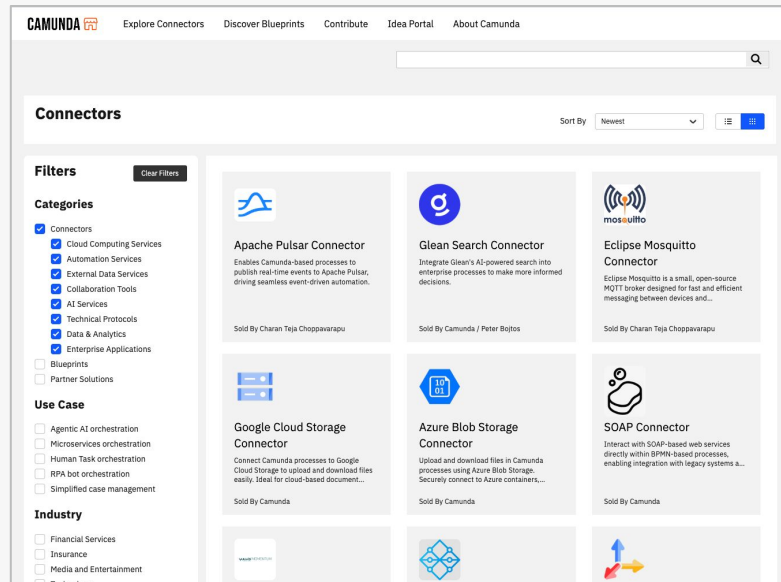 CAMUNDA
Explore Connectors
Discover Blueprints
Contribute
Idea Portal
About Camunda
Connectors
Sort By
Newest
Filters
Clear Filters
Categories
Connectors
Cloud Computing Services
Automation Services
External Data Services
Collaboration Tools
AI Services
Technical Protocols
Data & Analytics
Enterprise Applications
Blueprints
Partner Solutions
Use Case
Agentic AI orchestration
Microservices orchestration
Human Task orchestration
RPA bot orchestration
Simplified case management
Industry
Financial Services
Insurance
Media and Entertainment
Apache Pulsar Connector
Enables Camunda-based processes to
publish real-time events to Apache Pulsar,
driving seamless event-driven automation.
Sold By Charan Teja Choppavarapu
g
Glean Search Connector
Integrate Glean's AI-powered search into
enterprise processes to make more informed
decisions.
Sold By Camunda / Peter Bojtos
mosquitto
Eclipse Mosquitto
Connector
Eclipse Mosquitto is a small, open-source
MQTT broker designed for fast and efficient
messaging between devices and...
Sold By Charan Teja Choppavarapu
Google Cloud Storage
Connector
Connect Camunda processes to Google
Cloud Storage to upload and download files
easily. Ideal for cloud-based document...
Sold By Camunda
10
01
Azure Blob Storage
Connector
Upload and download files in Camunda
processes using Azure Blob Storage.
Securely connect to Azure containers,...
Sold By Camunda
SOAP Connector
Interact with SOAP-based web services
directly within BPMN-based processes,
enabling integration with legacy systems a...
Sold By Camunda